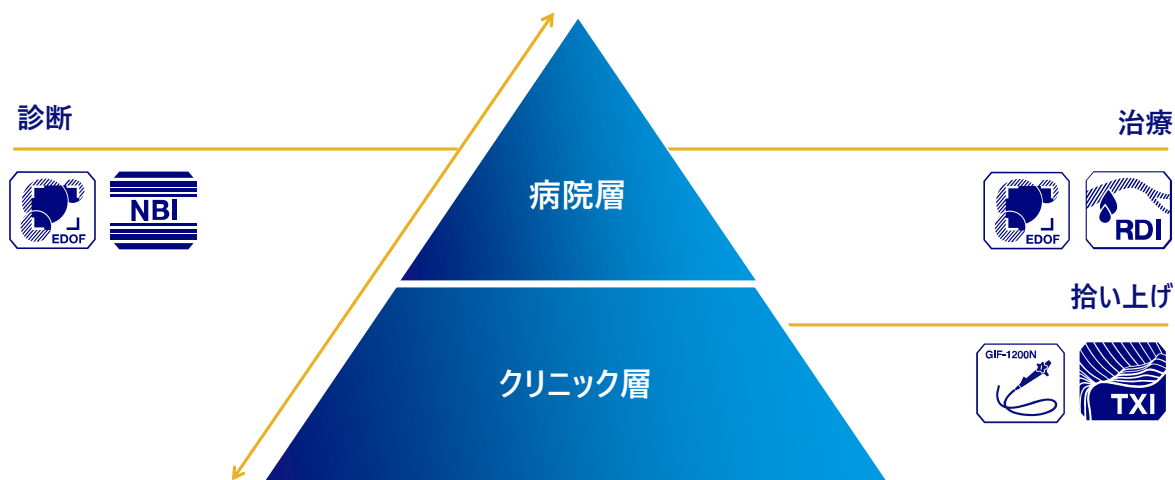 診断
EDOF
NBI
病院層
クリニック層
治療
EDOF
RDI
拾い上げ
GIF-1200N
TXI